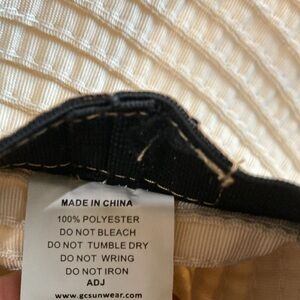 MADE IN CHINA
100% POLYESTER
DO NOT BLEACH
DO NOT TUMBLE DRY
DO NOT WRING
DO NOT IRON
ADJ
www.gcsunwear.com